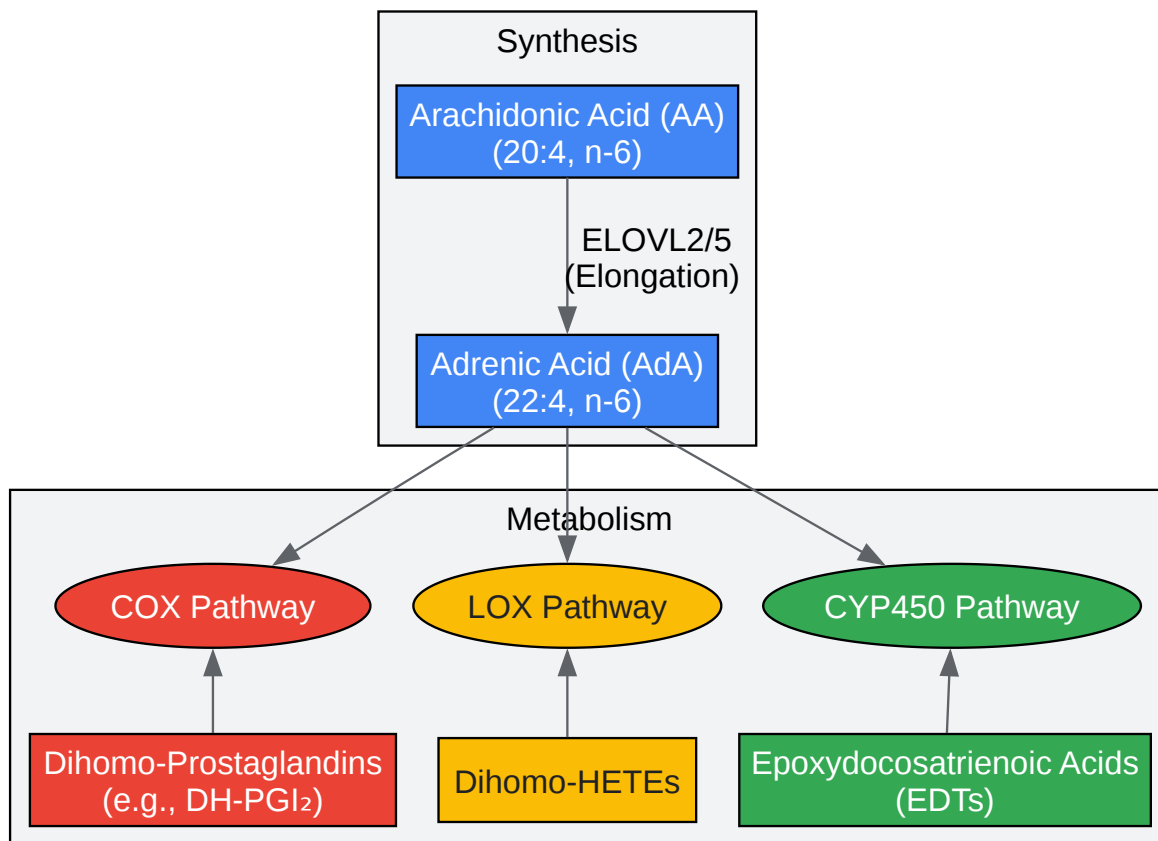 Synthesis
Arachidonic Acid (AA)
(20:4, n-6)
ELOVL2/5
(Elongation)
Adrenic Acid (AdA)
(22:4, n-6)
Metabolism
COX Pathway
LOX Pathway
CYP450 Pathway
Dihomo-Prostaglandins
(e.g., DH-PGI₂)
Dihomo-HETEs
Epoxydocosatrienoic Acids
(EDTs)